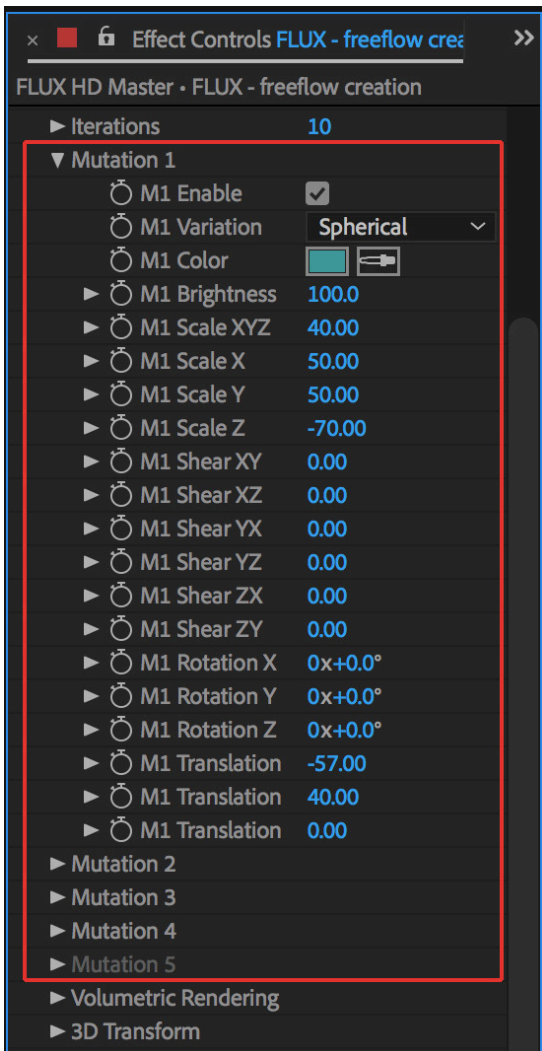 Effect Controls FLUX - freeflow crea
FLUX HD Master • FLUX - freeflow creation
Iterations 10
Mutation 1
M1 Enable
M1 Variation Spherical
M1 Color
M1 Brightness 100.0
M1 Scale XYZ 40.00
M1 Scale X 50.00
M1 Scale Y 50.00
M1 Scale Z -70.00
M1 Shear XY 0.00
M1 Shear XZ 0.00
M1 Shear YX 0.00
M1 Shear YZ 0.00
M1 Shear ZX 0.00
M1 Shear ZY 0.00
M1 Rotation X 0x+0.0°
M1 Rotation Y 0x+0.0°
M1 Rotation Z 0x+0.0°
M1 Translation -57.00
M1 Translation 40.00
M1 Translation 0.00
Mutation 2
Mutation 3
Mutation 4
Mutation 5
Volumetric Rendering
3D Transform